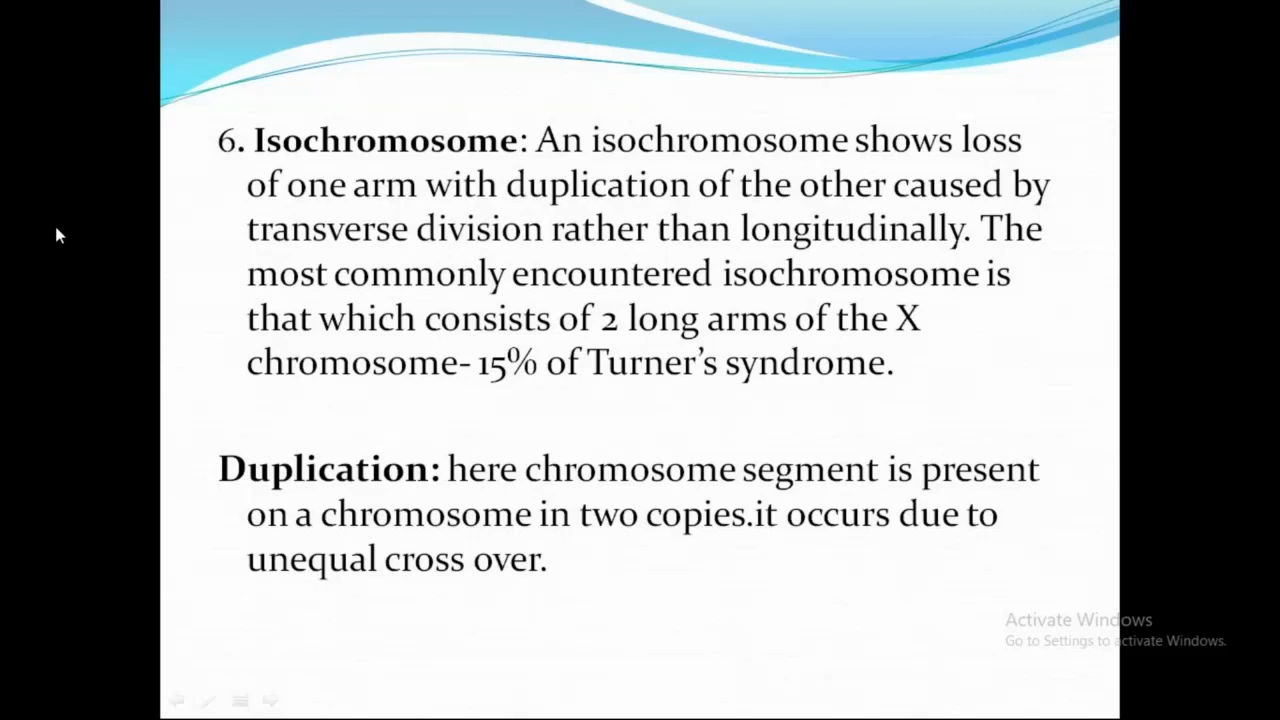 6. Isochromosome: An isochromosome shows loss
of one arm with duplication of the other caused by
transverse division rather than longitudinally. The
most commonly encountered isochromosome is
that which consists of 2 long arms of the X
chromosome- 15% of Turner’s syndrome.
Duplication: here chromosome segment is present
on a chromosome in two copies.it occurs due to
unequal cross over.
Activate Windows
Go to Settings to activate Windows.